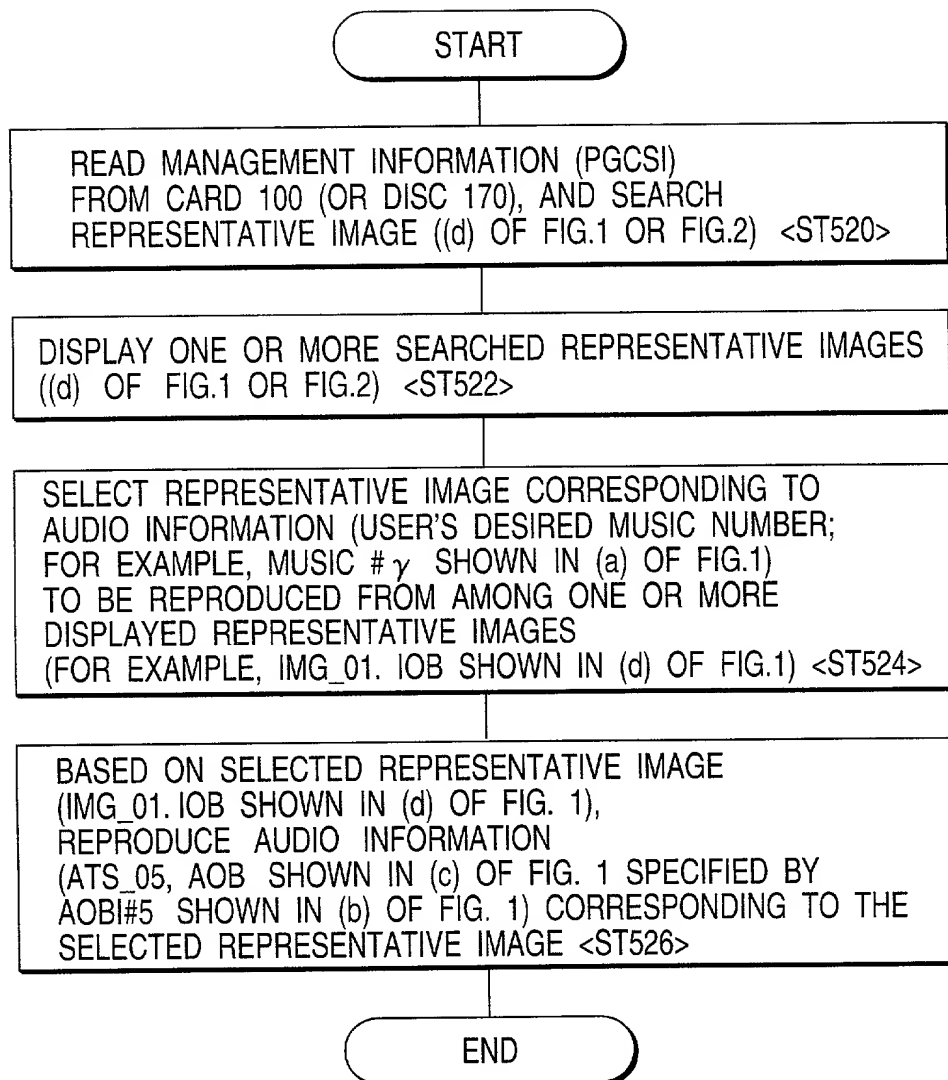 START
READ MANAGEMENT INFORMATION (PGCSI)
FROM CARD 100 (OR DISC 170), AND SEARCH
REPRESENTATIVE IMAGE ((d) OF FIG.1 OR FIG.2) <ST520>
DISPLAY ONE OR MORE SEARCHED REPRESENTATIVE IMAGES
((d) OF FIG.1 OR FIG.2) <ST522>
SELECT REPRESENTATIVE IMAGE CORRESPONDING TO
AUDIO INFORMATION (USER'S DESIRED MUSIC NUMBER;
FOR EXAMPLE, MUSIC #γ SHOWN IN (a) OF FIG.1)
TO BE REPRODUCED FROM AMONG ONE OR MORE
DISPLAYED REPRESENTATIVE IMAGES
(FOR EXAMPLE, IMG_01. IOB SHOWN IN (d) OF FIG.1) <ST524>
BASED ON SELECTED REPRESENTATIVE IMAGE
(IMG_01. IOB SHOWN IN (d) OF FIG. 1),
REPRODUCE AUDIO INFORMATION
(ATS_05, AOB SHOWN IN (c) OF FIG. 1 SPECIFIED BY
AOBI#5 SHOWN IN (b) OF FIG. 1) CORRESPONDING TO THE
SELECTED REPRESENTATIVE IMAGE <ST526>
END